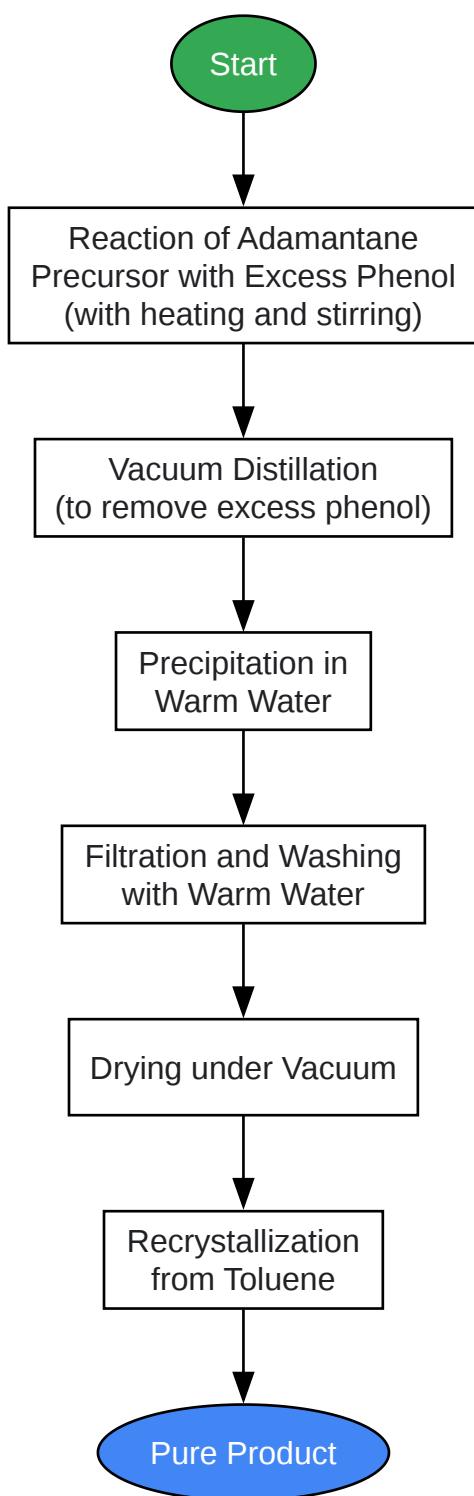 Start
Reaction of Adamantane
Precursor with Excess Phenol
(with heating and stirring)
Vacuum Distillation
(to remove excess phenol)
Precipitation in
Warm Water
Filtration and Washing
with Warm Water
Drying under Vacuum
Recrystallization
from Toluene
Pure Product